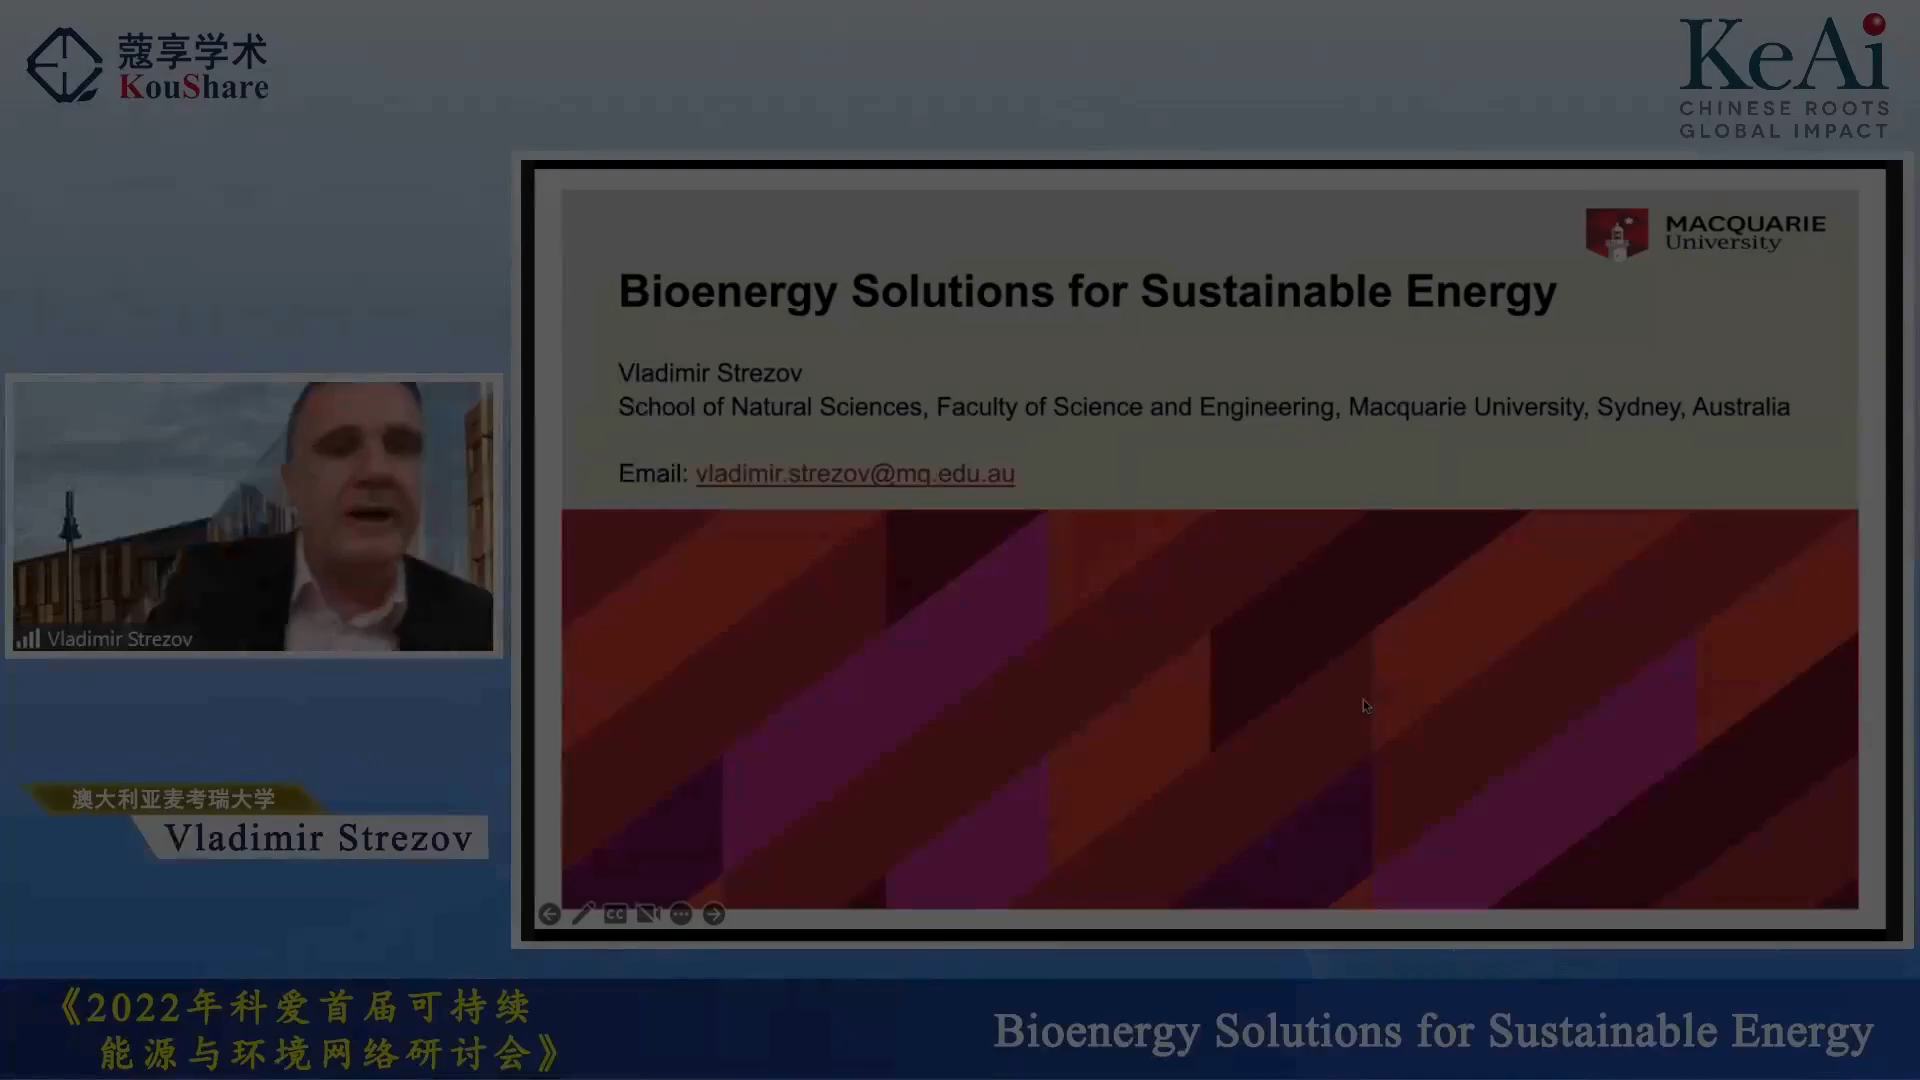 蔻享学术
KouShare
KeAi
CHINESE ROOTS
GLOBAL IMPACT
MACQUARIE
University
Bioenergy Solutions for Sustainable Energy
Vladimir Strezov
School of Natural Sciences, Faculty of Science and Engineering, Macquarie University, Sydney, Australia
Email: vladimir.strezov@mq.edu.au
Vladimir Strezov
澳大利亚麦考瑞大学
Vladimir Strezov
CC
《2022年科爱首届可持续
能源与环境网络研讨会》
Bioenergy Solutions for Sustainable Energy